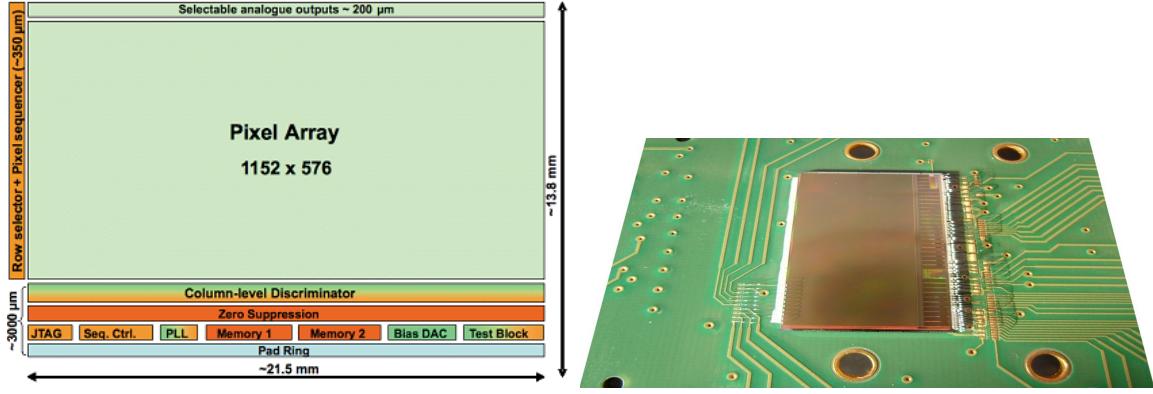 Selectable analogue outputs ~ 200 µm
Row selector + Pixel sequencer (~350 µm)
Pixel Array
1152 x 576
~13.8 mm
Column-level Discriminator
Zero Suppression
~3000 µm
JTAG
Seq. Ctrl.
PLL
Memory 1
Memory 2
Bias DAC
Test Block
Pad Ring
~21.5 mm